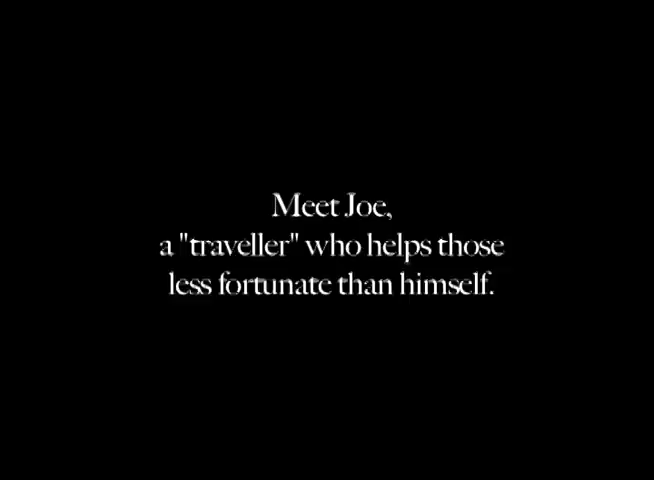 Meet Joe,
a "traveller" who helps those
less fortunate than himself.